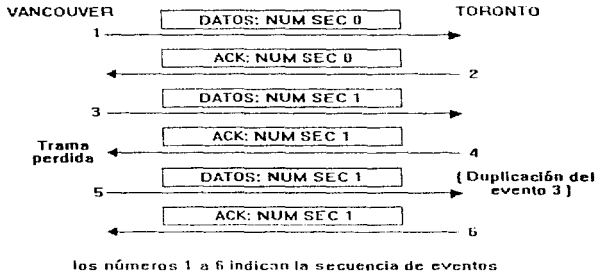 VANCOUVER
TORONTO
DATOS: NUM SEC 0
1
ACK: NUM SEC 0
2
DATOS: NUM SEC 1
3
ACK: NUM SEC 1
Trama
perdida
4
DATOS: NUM SEC 1
5
( Duplicación del
evento 3 )
ACK: NUM SEC 1
6
los números 1 a 6 indican la secuencia de eventos